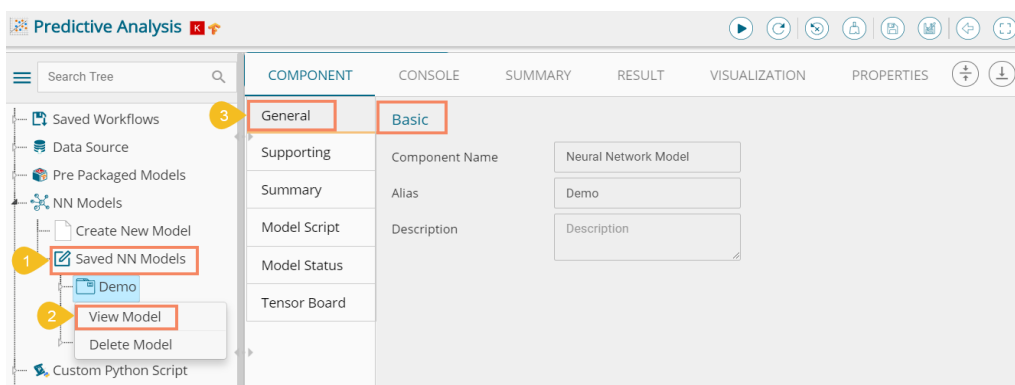 Predictive Analysis K
Search Tree
COMPONENT CONSOLE SUMMARY RESULT VISUALIZATION PROPERTIES
Saved Workflows
Data Source
Pre Packaged Models
NN Models
Create New Model
1 Saved NN Models
Demo
2 View Model
Delete Model
Custom Python Script
3 General
Supporting
Summary
Model Script
Model Status
Tensor Board
Basic
Component Name Neural Network Model
Alias Demo
Description Description